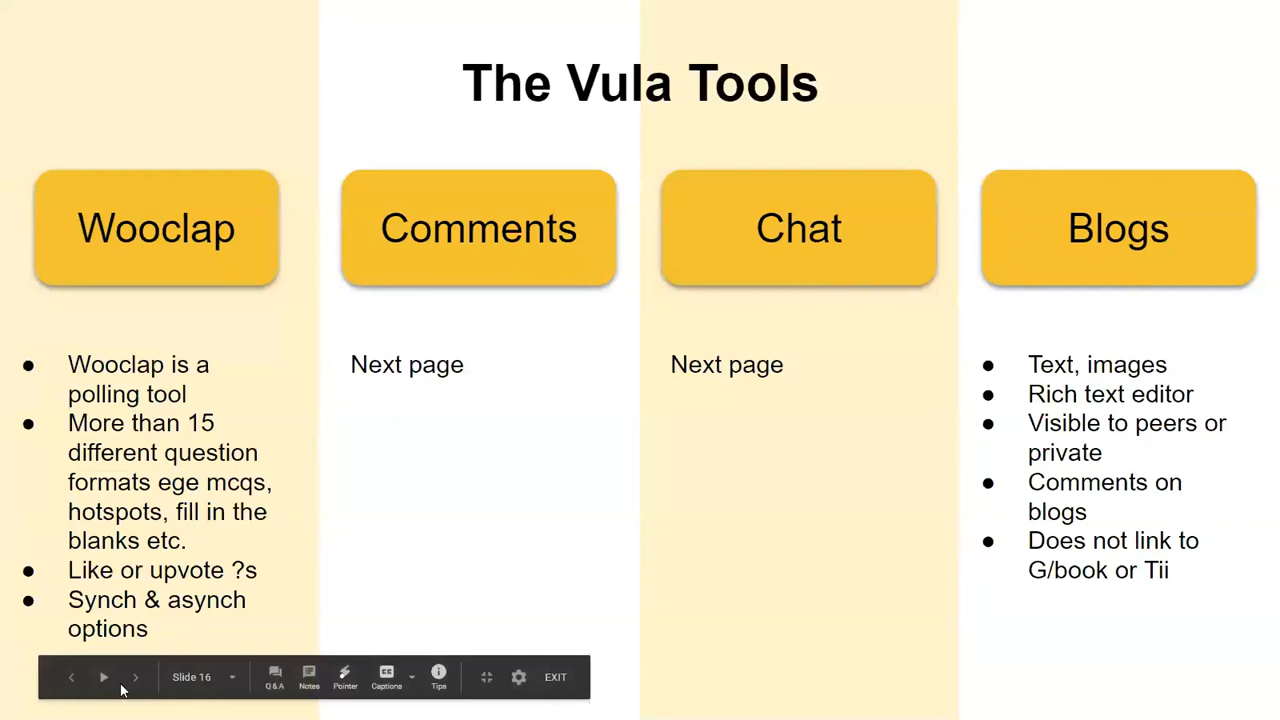 The Vula Tools
Wooclap
Comments
Chat
Blogs
● Wooclap is a
polling tool
● More than 15
different question
formats ege mcqs,
hotspots, fill in the
blanks etc.
● Like or upvote ?s
● Synch & asynch
options
Next page
Next page
● Text, images
● Rich text editor
● Visible to peers or
private
● Comments on
blogs
● Does not link to
G/book or Tii
Slide 16
Q & A
Notes
Pointer
CC
Captions
Tips
EXIT